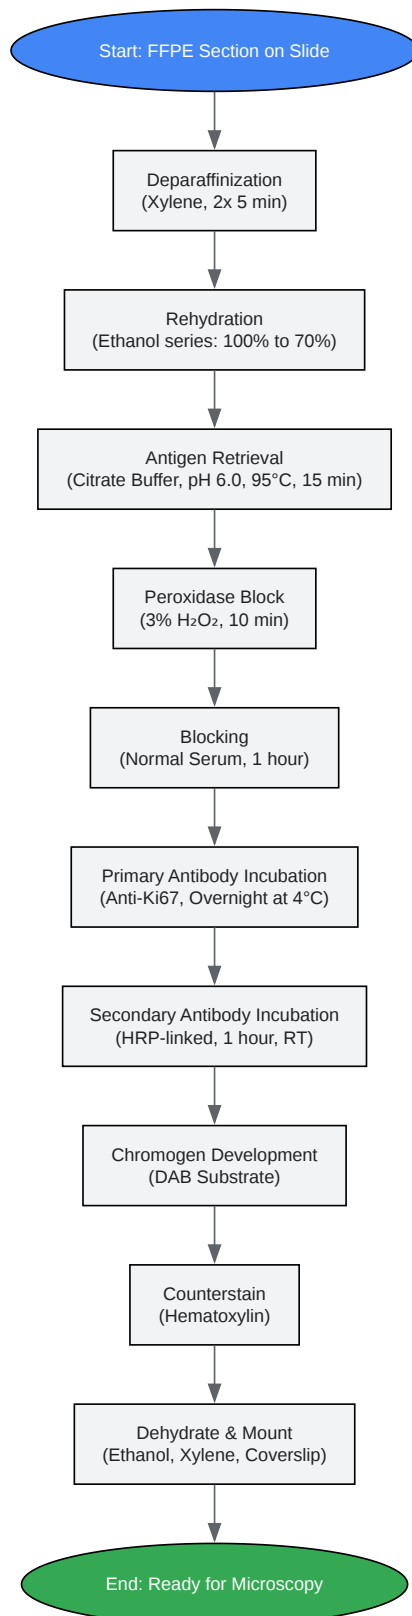 Start: FFPE Section on Slide
Deparaffinization
(Xylene, 2x 5 min)
Rehydration
(Ethanol series: 100% to 70%)
Antigen Retrieval
(Citrate Buffer, pH 6.0, 95°C, 15 min)
Peroxidase Block
(3% H₂O₂, 10 min)
Blocking
(Normal Serum, 1 hour)
Primary Antibody Incubation
(Anti-Ki67, Overnight at 4°C)
Secondary Antibody Incubation
(HRP-linked, 1 hour, RT)
Chromogen Development
(DAB Substrate)
Counterstain
(Hematoxylin)
Dehydrate & Mount
(Ethanol, Xylene, Coverslip)
End: Ready for Microscopy